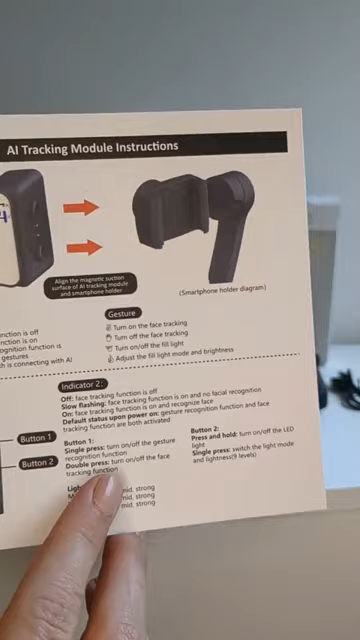 AI Tracking Module Instructions
Align the magnetic suction
surface of AI tracking module
and smartphone holder
(Smartphone holder diagram)
Gesture
Turn on the face tracking
Turn off the face tracking
Turn on/off the fill light
Adjust the fill light mode and brightness
function is off
function is on
recognition function is
gestures
is connecting with AI
Indicator 2:
Off: face tracking function is off
Slow flashing: face tracking function is on and no facial recognition
On: face tracking function is on and recognize face
Default status upon power on: gesture recognition function and face
tracking function are both activated
Button 1
Button 2
Button 1:
Single press: turn on/off the gesture
recognition function
Double press: turn on/off the face
tracking function
mid, strong
mid, strong
mid, strong
Button 2:
Press and hold: turn on/off the LED
light
Single press: switch the light mode
and lightness(9 levels)